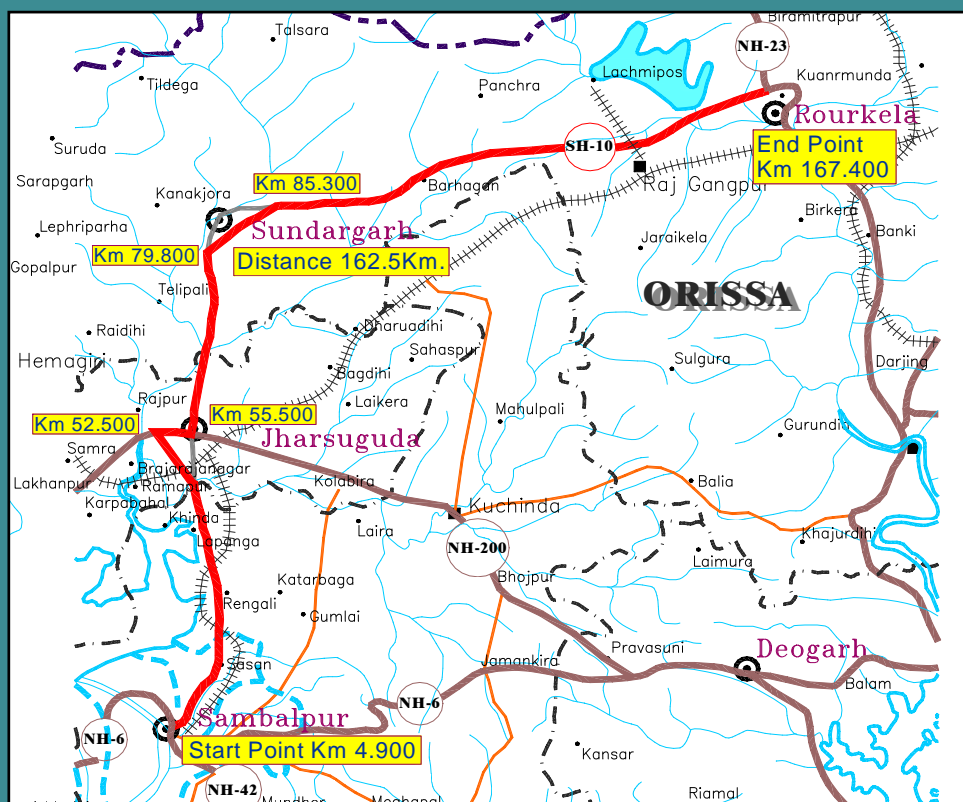 Biramitrapur
Talsara
NH-23
Lachmipos
Kuanrmunda
Tildega
Panchra
Rourkela
End Point
Km 167.400
SH-10
Suruda
Sarapgarh
Kanakjora
Km 85.300
Barhagan
Raj Gangpur
Birkera
Lephriparha
Sundargarh
Banki
Km 79.800
Jaraikela
Gopalpur
Distance 162.5Km.
Telipali
ORISSA
Raidihi
Dharuadihi
Hemagiri
Sahaspur
Sulgura
Darjing
Bagdihi
Rajpur
Laikera
Km 52.500
Km 55.500
Mahulpali
Gurundia
Jharsuguda
Samra
Brajarajanagar
Lakhanpur
Ramapur
Kolabira
Balia
Karpabahal
Kuchinda
Khinda
Laira
Lapanga
Khajurdihi
NH-200
Laimura
Katarbaga
Bhojpur
Rengali
Gumlai
Pravasuni
Deogarh
Sasan
Jamankira
Balam
NH-6
Sambalpur
NH-6
Start Point Km 4.900
Kansar
NH-42
Riamal